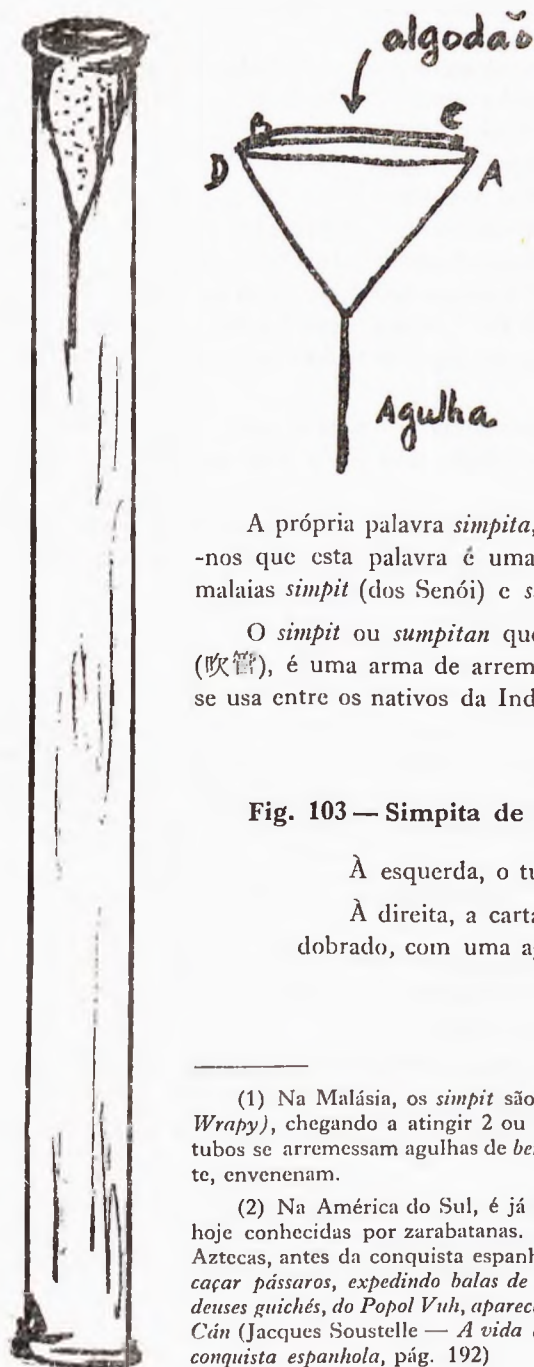 algodão
B
C
D
A
Agulha
A própria palavra simpita,
-nos que esta palavra é uma
malaias simpit (dos Senói) e s
O simpit ou sumpitan que
(吹管), é uma arma de arrem
se usa entre os nativos da Ind
Fig. 103 — Simpita de
À esquerda, o tu
À direita, a carta
dobrado, com uma ag
(1) Na Malásia, os simpit são
Wrapy), chegando a atingir 2 ou
tubos se arremessam agulhas de be
te, envenenam.
(2) Na América do Sul, é já
hoje conhecidas por zarabatanas.
Aztecas, antes da conquista espanh
caçar pássaros, expedindo balas de
deuses guichés, do Popol Vuh, aparec
Cán (Jacques Soustelle — A vida
conquista espanhola, pág. 192)